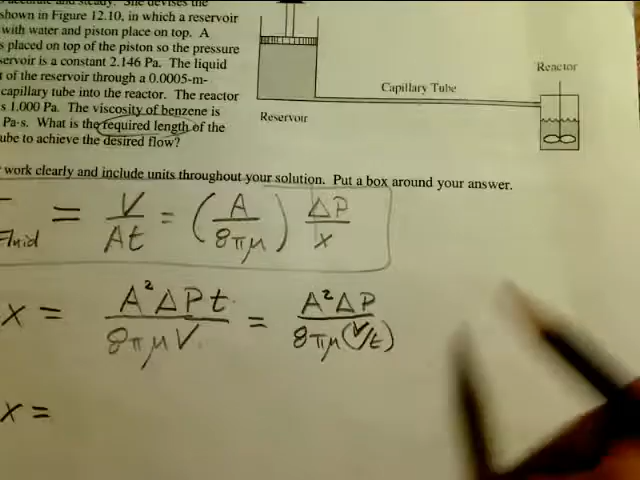 shown in Figure 12.10, in which a reservoir
with water and piston place on top. A
s placed on top of the piston so the pressure
servoir is a constant 2.146 Pa. The liquid
t of the reservoir through a 0.0005-m-
capillary tube into the reactor. The reactor
s 1.000 Pa. The viscosity of benzene is
Pa·s. What is the required length of the
ube to achieve the desired flow?
Capillary Tube
Reactor
Reservoir
work clearly and include units throughout your solution. Put a box around your answer.
Fluid = V/At = (A/8πμ) ΔP/x
x = A²ΔPt/8πμV = A²ΔP/8πμ(V/t)
x =